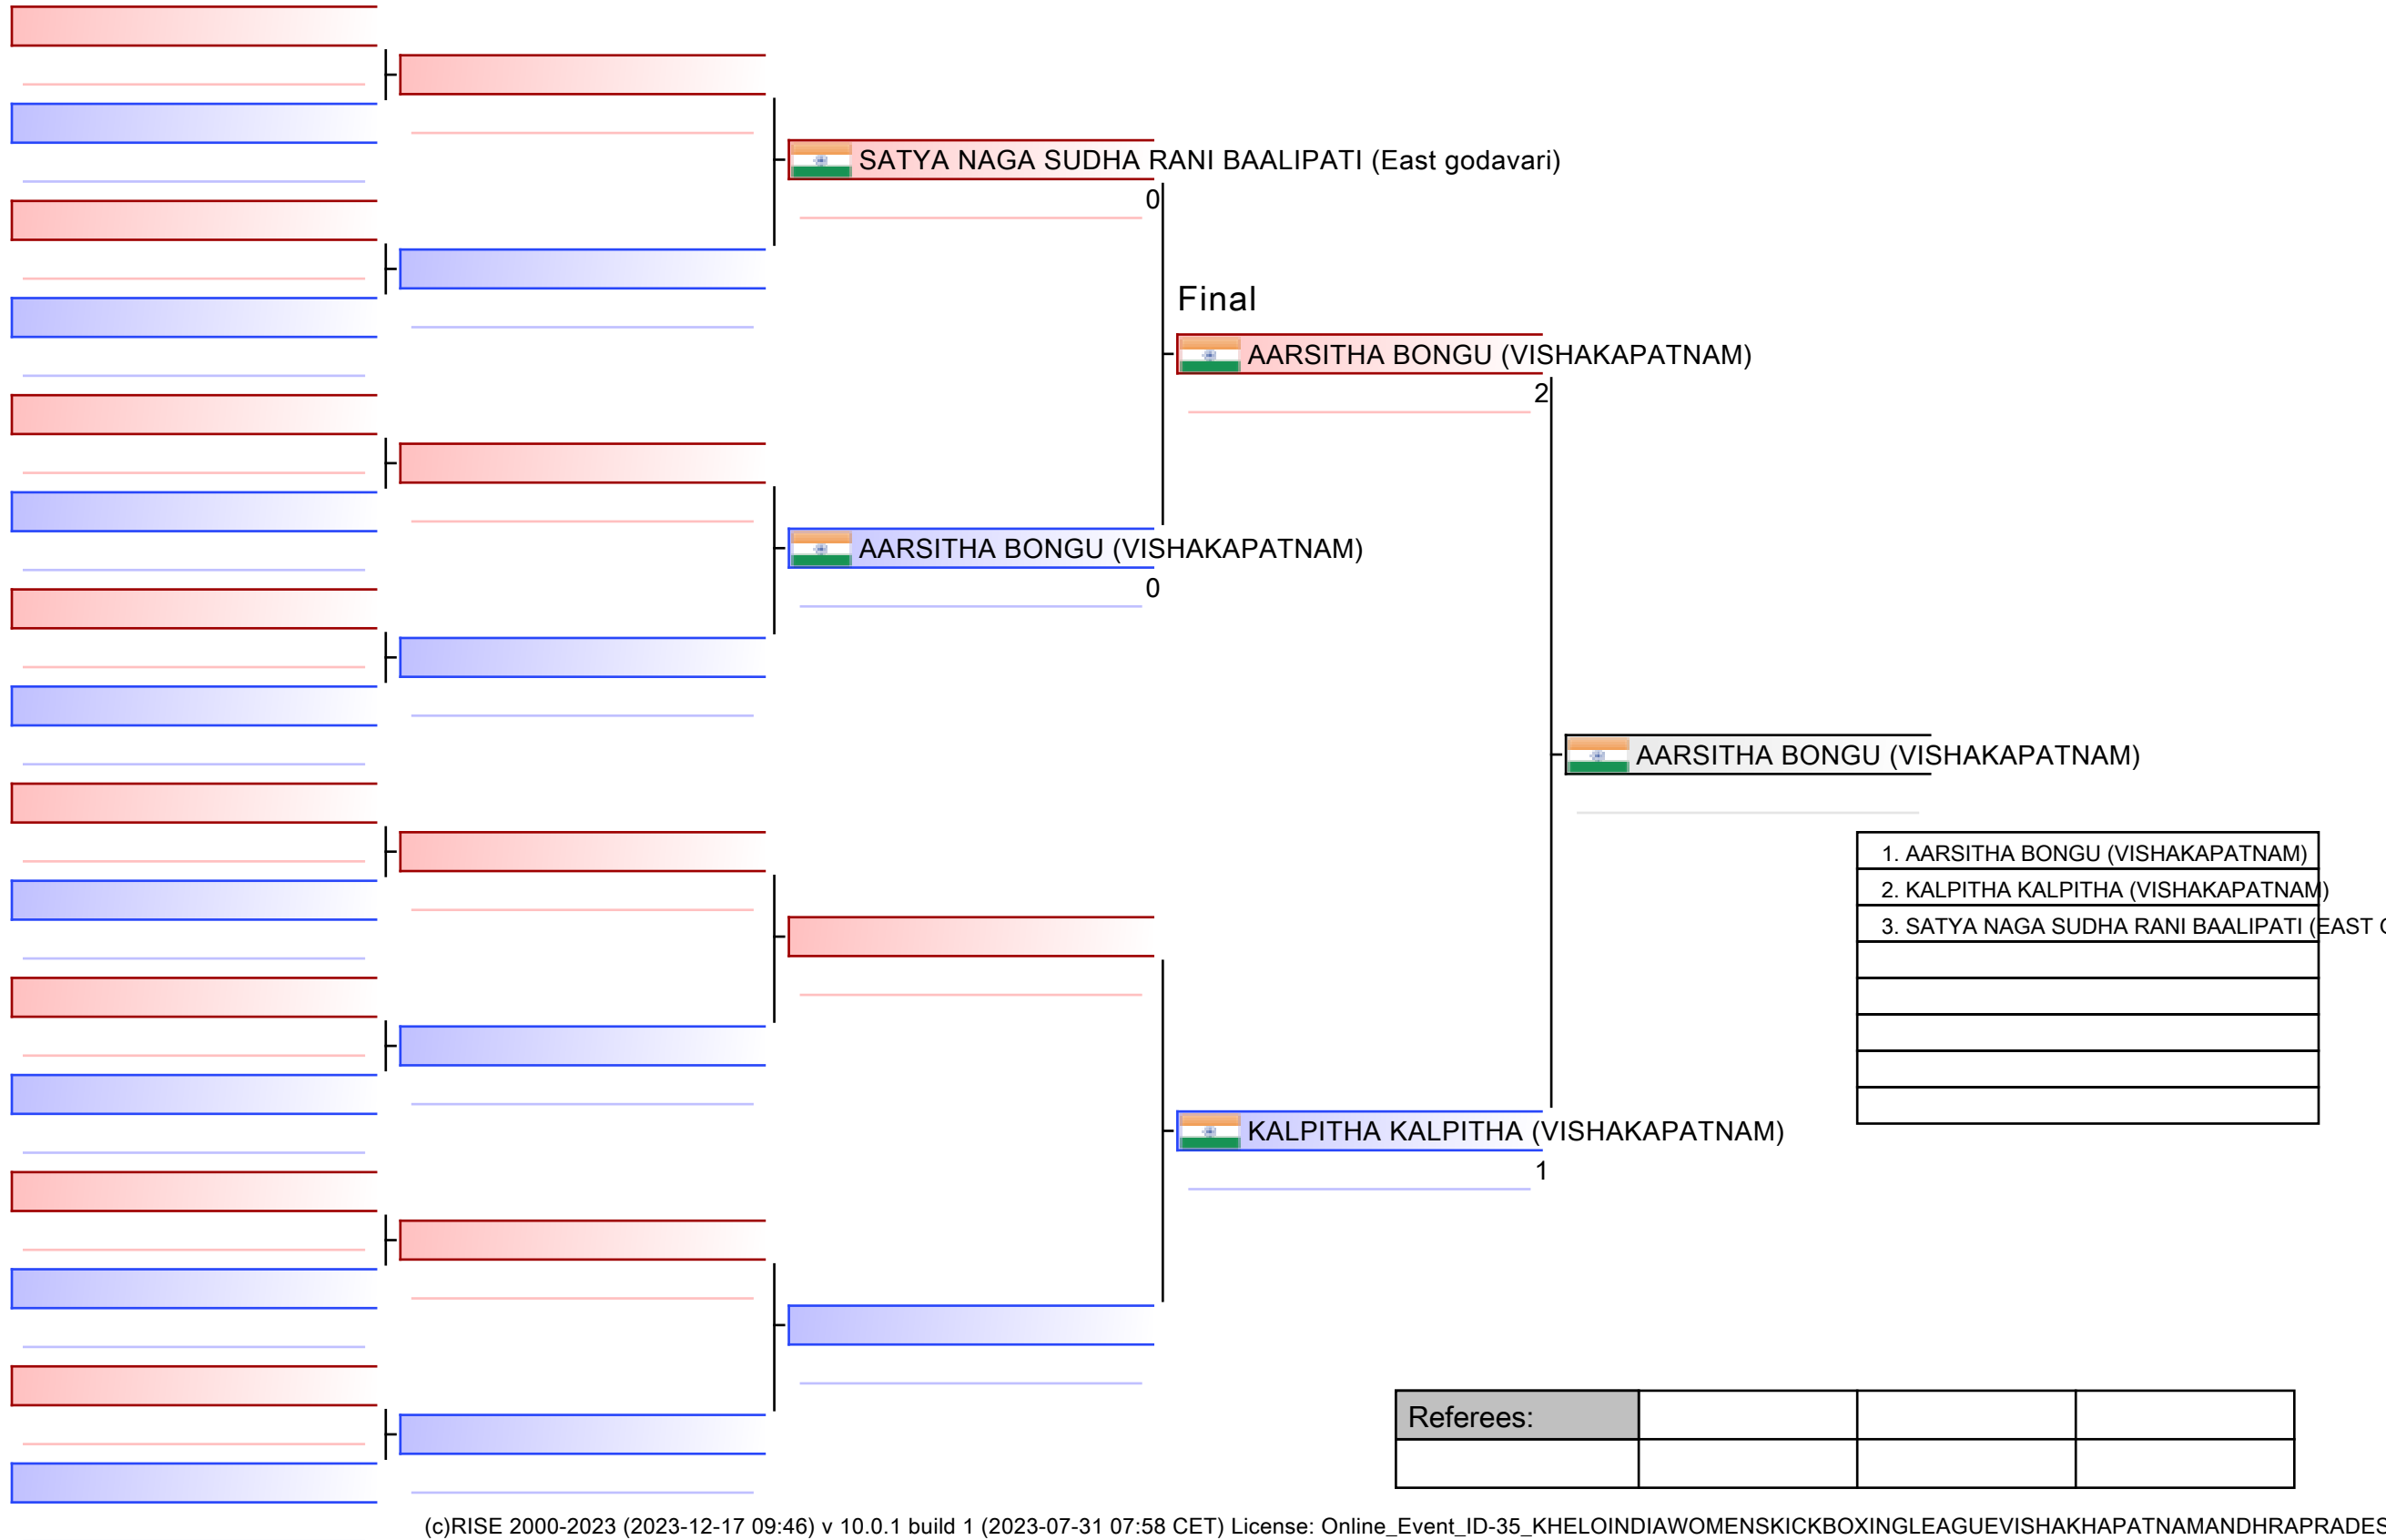 SATYA NAGA SUDHA RANI BAALIPATI (East godavari)
0
Final
AARSITHA BONGU (VISHAKAPATNAM)
2
AARSITHA BONGU (VISHAKAPATNAM)
0
AARSITHA BONGU (VISHAKAPATNAM)
1. AARSITHA BONGU (VISHAKAPATNAM)
2. KALPITHA KALPITHA (VISHAKAPATNAM)
3. SATYA NAGA SUDHA RANI BAALIPATI (EAST
KALPITHA KALPITHA (VISHAKAPATNAM)
1
Referees:
(c)RISE 2000-2023 (2023-12-17 09:46) v 10.0.1 build 1 (2023-07-31 07:58 CET) License: Online_Event_ID-35_KHELOINDIAWOMENSKICKBOXINGLEAGUEVISHAKHAPATNAMANDHRAPRADES